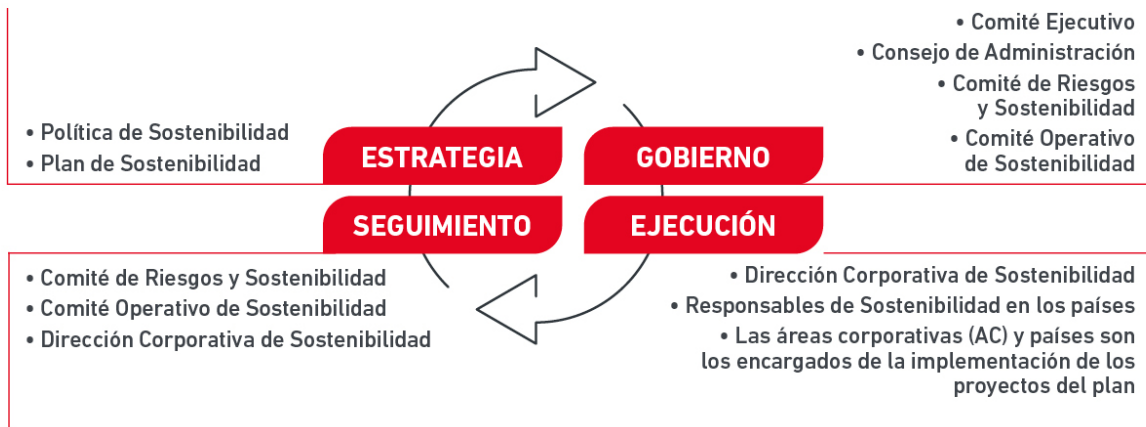 • Política de Sostenibilidad
• Plan de Sostenibilidad
ESTRATEGIA
• Comité Ejecutivo
• Consejo de Administración
• Comité de Riesgos
y Sostenibilidad
• Comité Operativo
de Sostenibilidad
GOBIERNO
SEGUIMIENTO
• Comité de Riesgos y Sostenibilidad
• Comité Operativo de Sostenibilidad
• Dirección Corporativa de Sostenibilidad
EJECUCIÓN
• Dirección Corporativa de Sostenibilidad
• Responsables de Sostenibilidad en los países
• Las áreas corporativas (AC) y países son
los encargados de la implementación de los
proyectos del plan